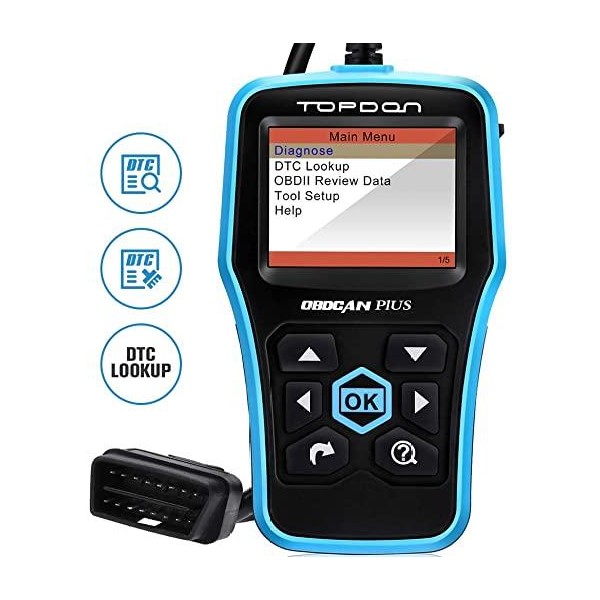 TOPDON
Main Menu
Diagnose
DTC Lookup
OBDII Review Data
Tool Setup
Help
1/5
OBDCAN PIUS
OK
?
DTC
DTC
DTC
LOOKUP